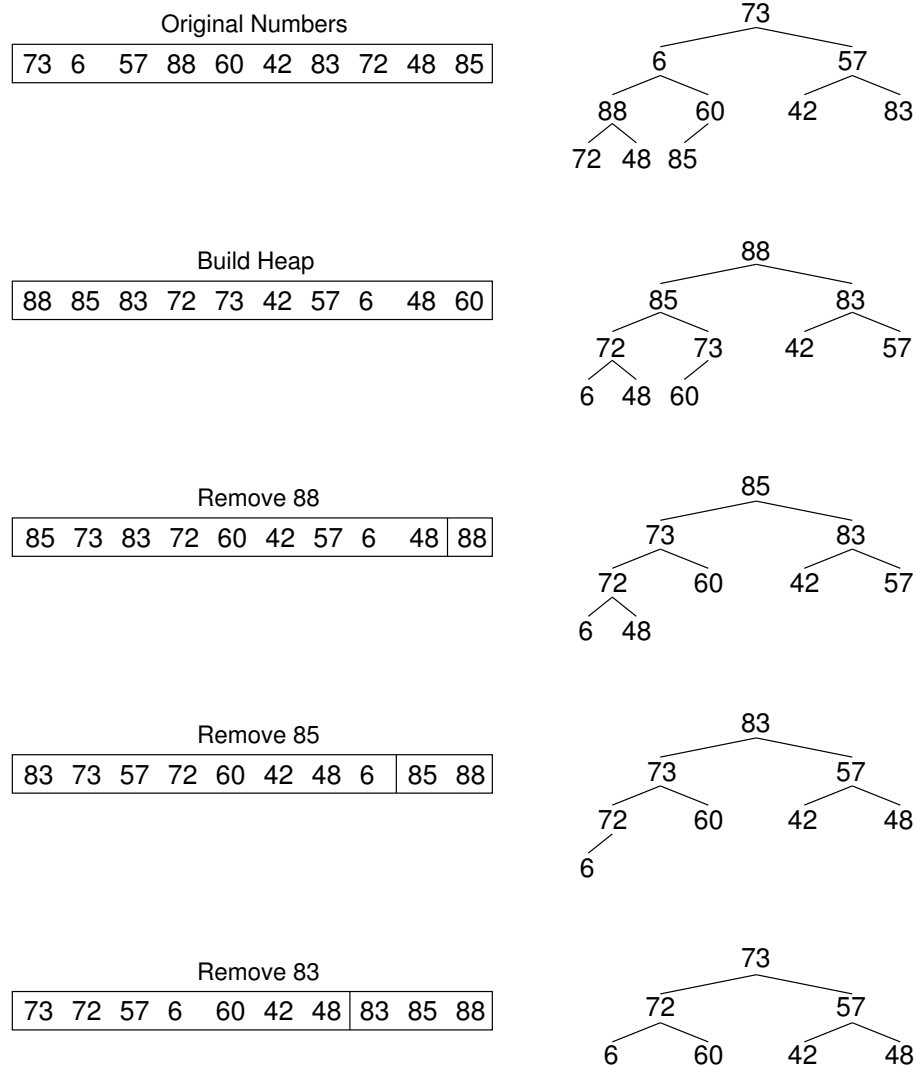 Original Numbers
73 6 57 88 60 42 83 72 48 85
73
6 57
88 60 42 83
72 48 85
Build Heap
88 85 83 72 73 42 57 6 48 60
88
85 83
72 73 42 57
6 48 60
Remove 88
85 73 83 72 60 42 57 6 48 88
85
73 83
72 60 42 57
6 48
Remove 85
83 73 57 72 60 42 48 6 85 88
83
73 57
72 60 42 48
6
Remove 83
73 72 57 6 60 42 48 83 85 88
73
72 57
6 60 42 48